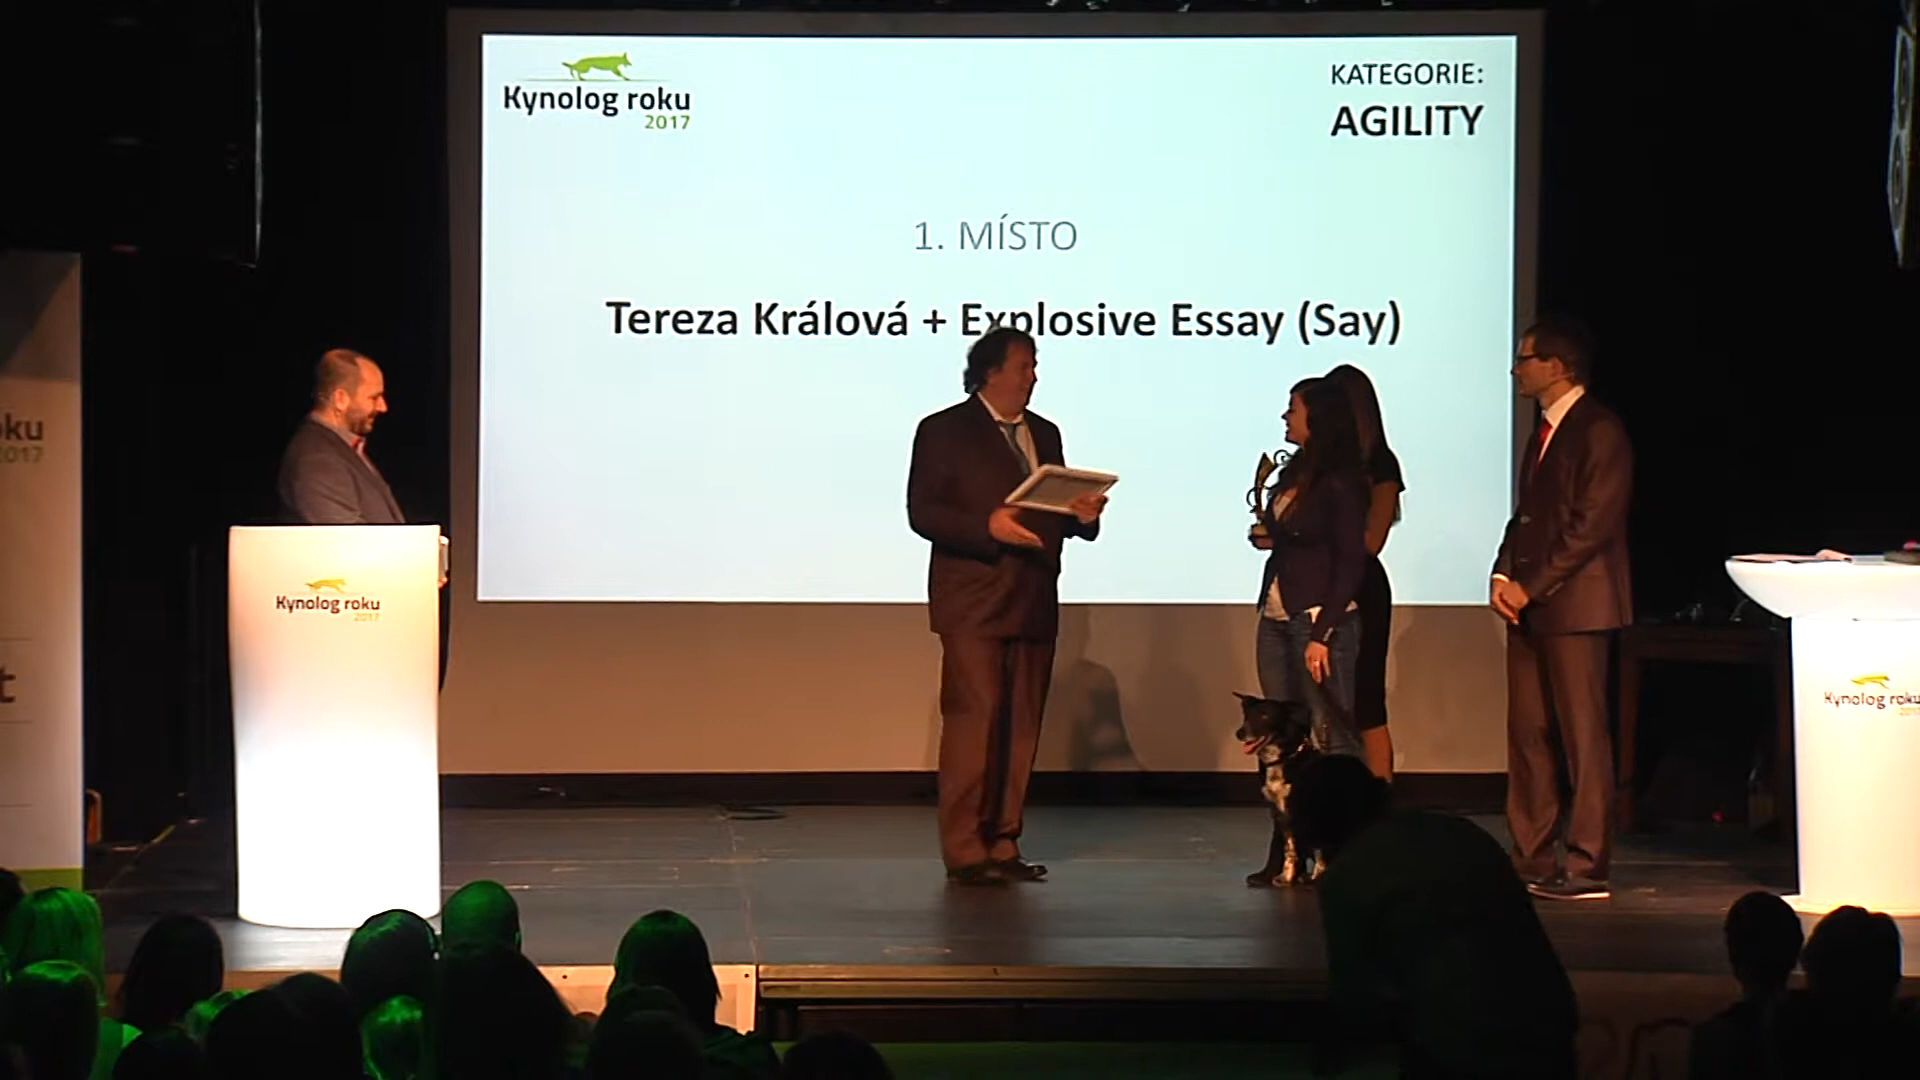 Kynolog roku
2017
KATEGORIE:
AGILITY
1. MÍSTO
Tereza Králová + Explosive Essay (Say)
oku
2017
t
Kynolog roku
2017
Kynolog roku